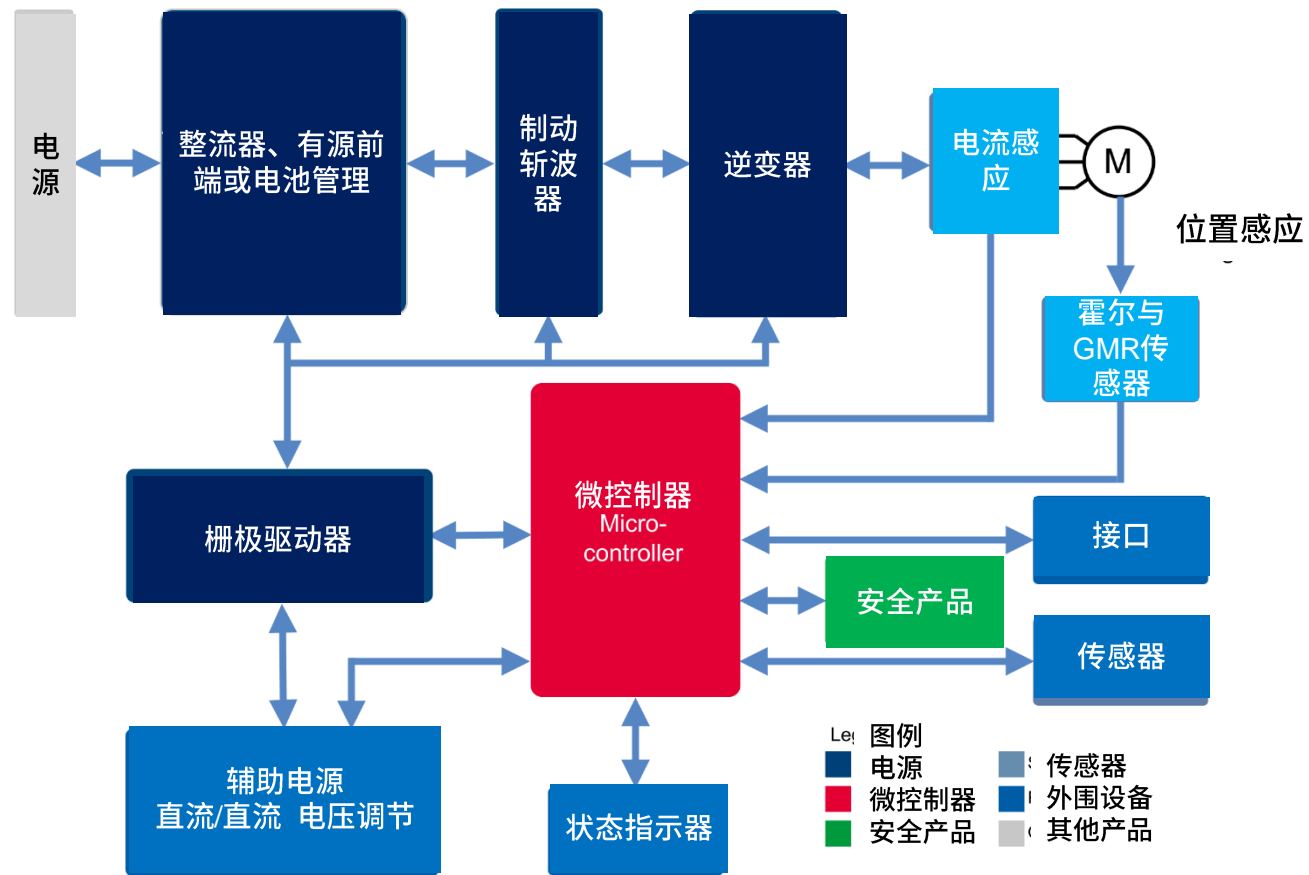 电
源
整流器、有源前
端或电池管理
制动
斩波
器
逆变器
电流感
应
M
位置感应
霍尔与
GMR传
感器
微控制器
Micro-
controller
栅极驱动器
接口
安全产品
传感器
辅助电源
直流/直流 电压调节
状态指示器
图例
电源
微控制器
安全产品
传感器
外围设备
其他产品